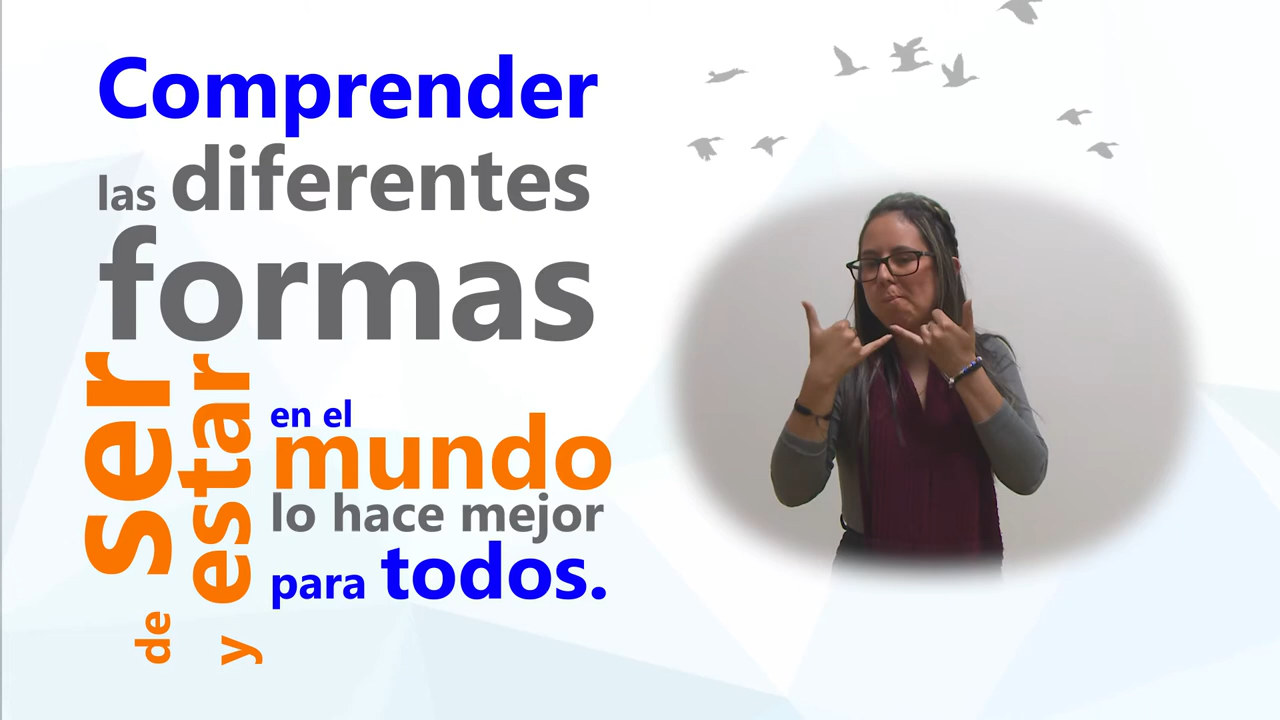 Comprender
las diferentes
formas
de ser
y estar
en el
mundo
lo hace mejor
para todos.